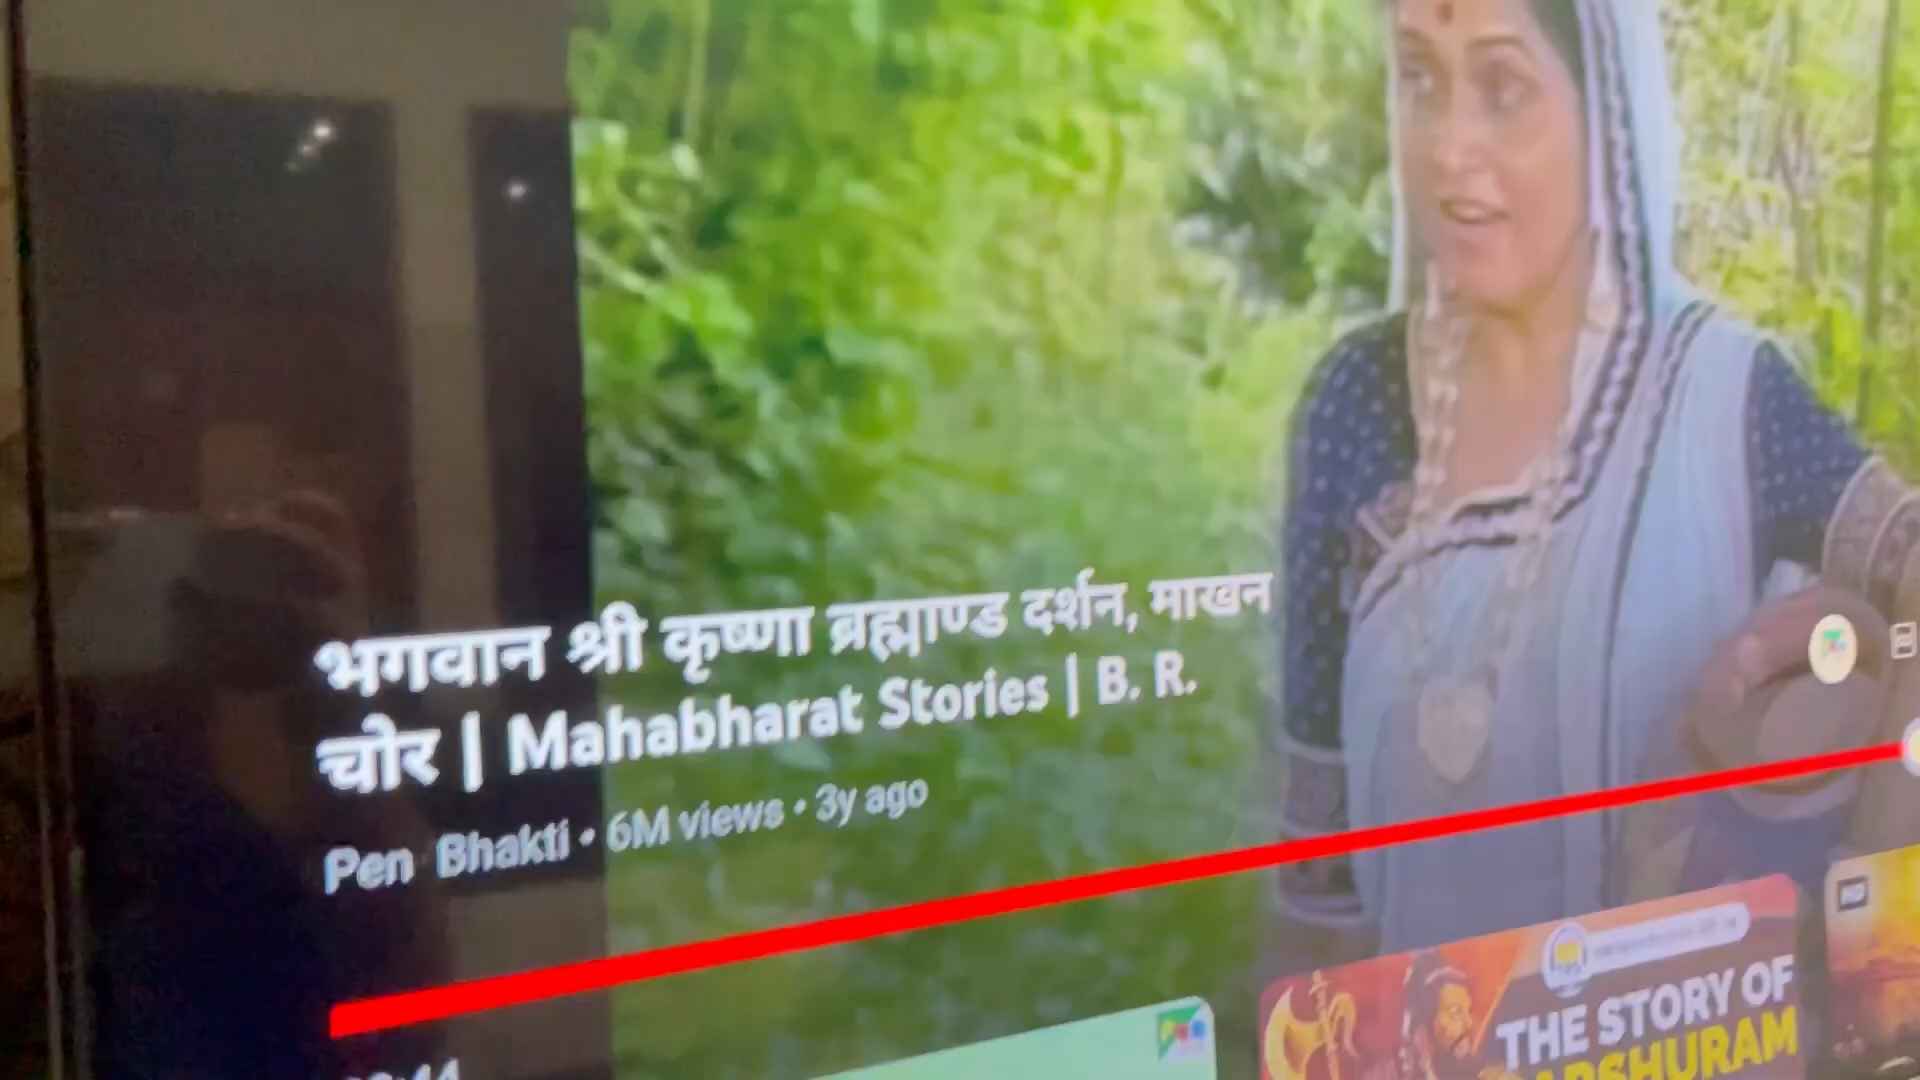 भगवान श्री कृष्णा ब्रह्माण्ड दर्शन, माखन
चोर | Mahabharat Stories | B. R.
Pen Bhakti • 6M views • 3y ago
THE STORY OF